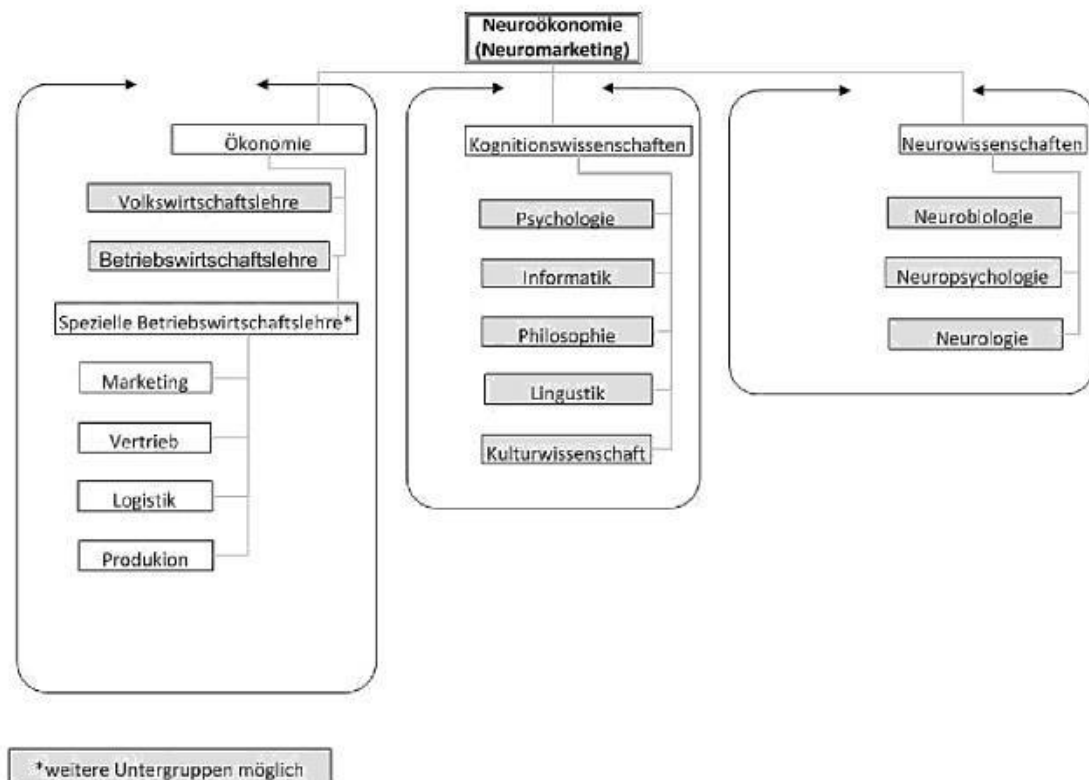 Neuroökonomie
(Neuromarketing)
Ökonomie
Volkswirtschaftslehre
Betriebswirtschaftslehre
Spezielle Betriebswirtschaftslehre*
Marketing
Vertrieb
Logistik
Produkion
Kognitionswissenschaften
Psychologie
Informatik
Philosophie
Lingustik
Kulturwissenschaft
Neurowissenschaften
Neurobiologie
Neuropsychologie
Neurologie
*weitere Untergruppen möglich